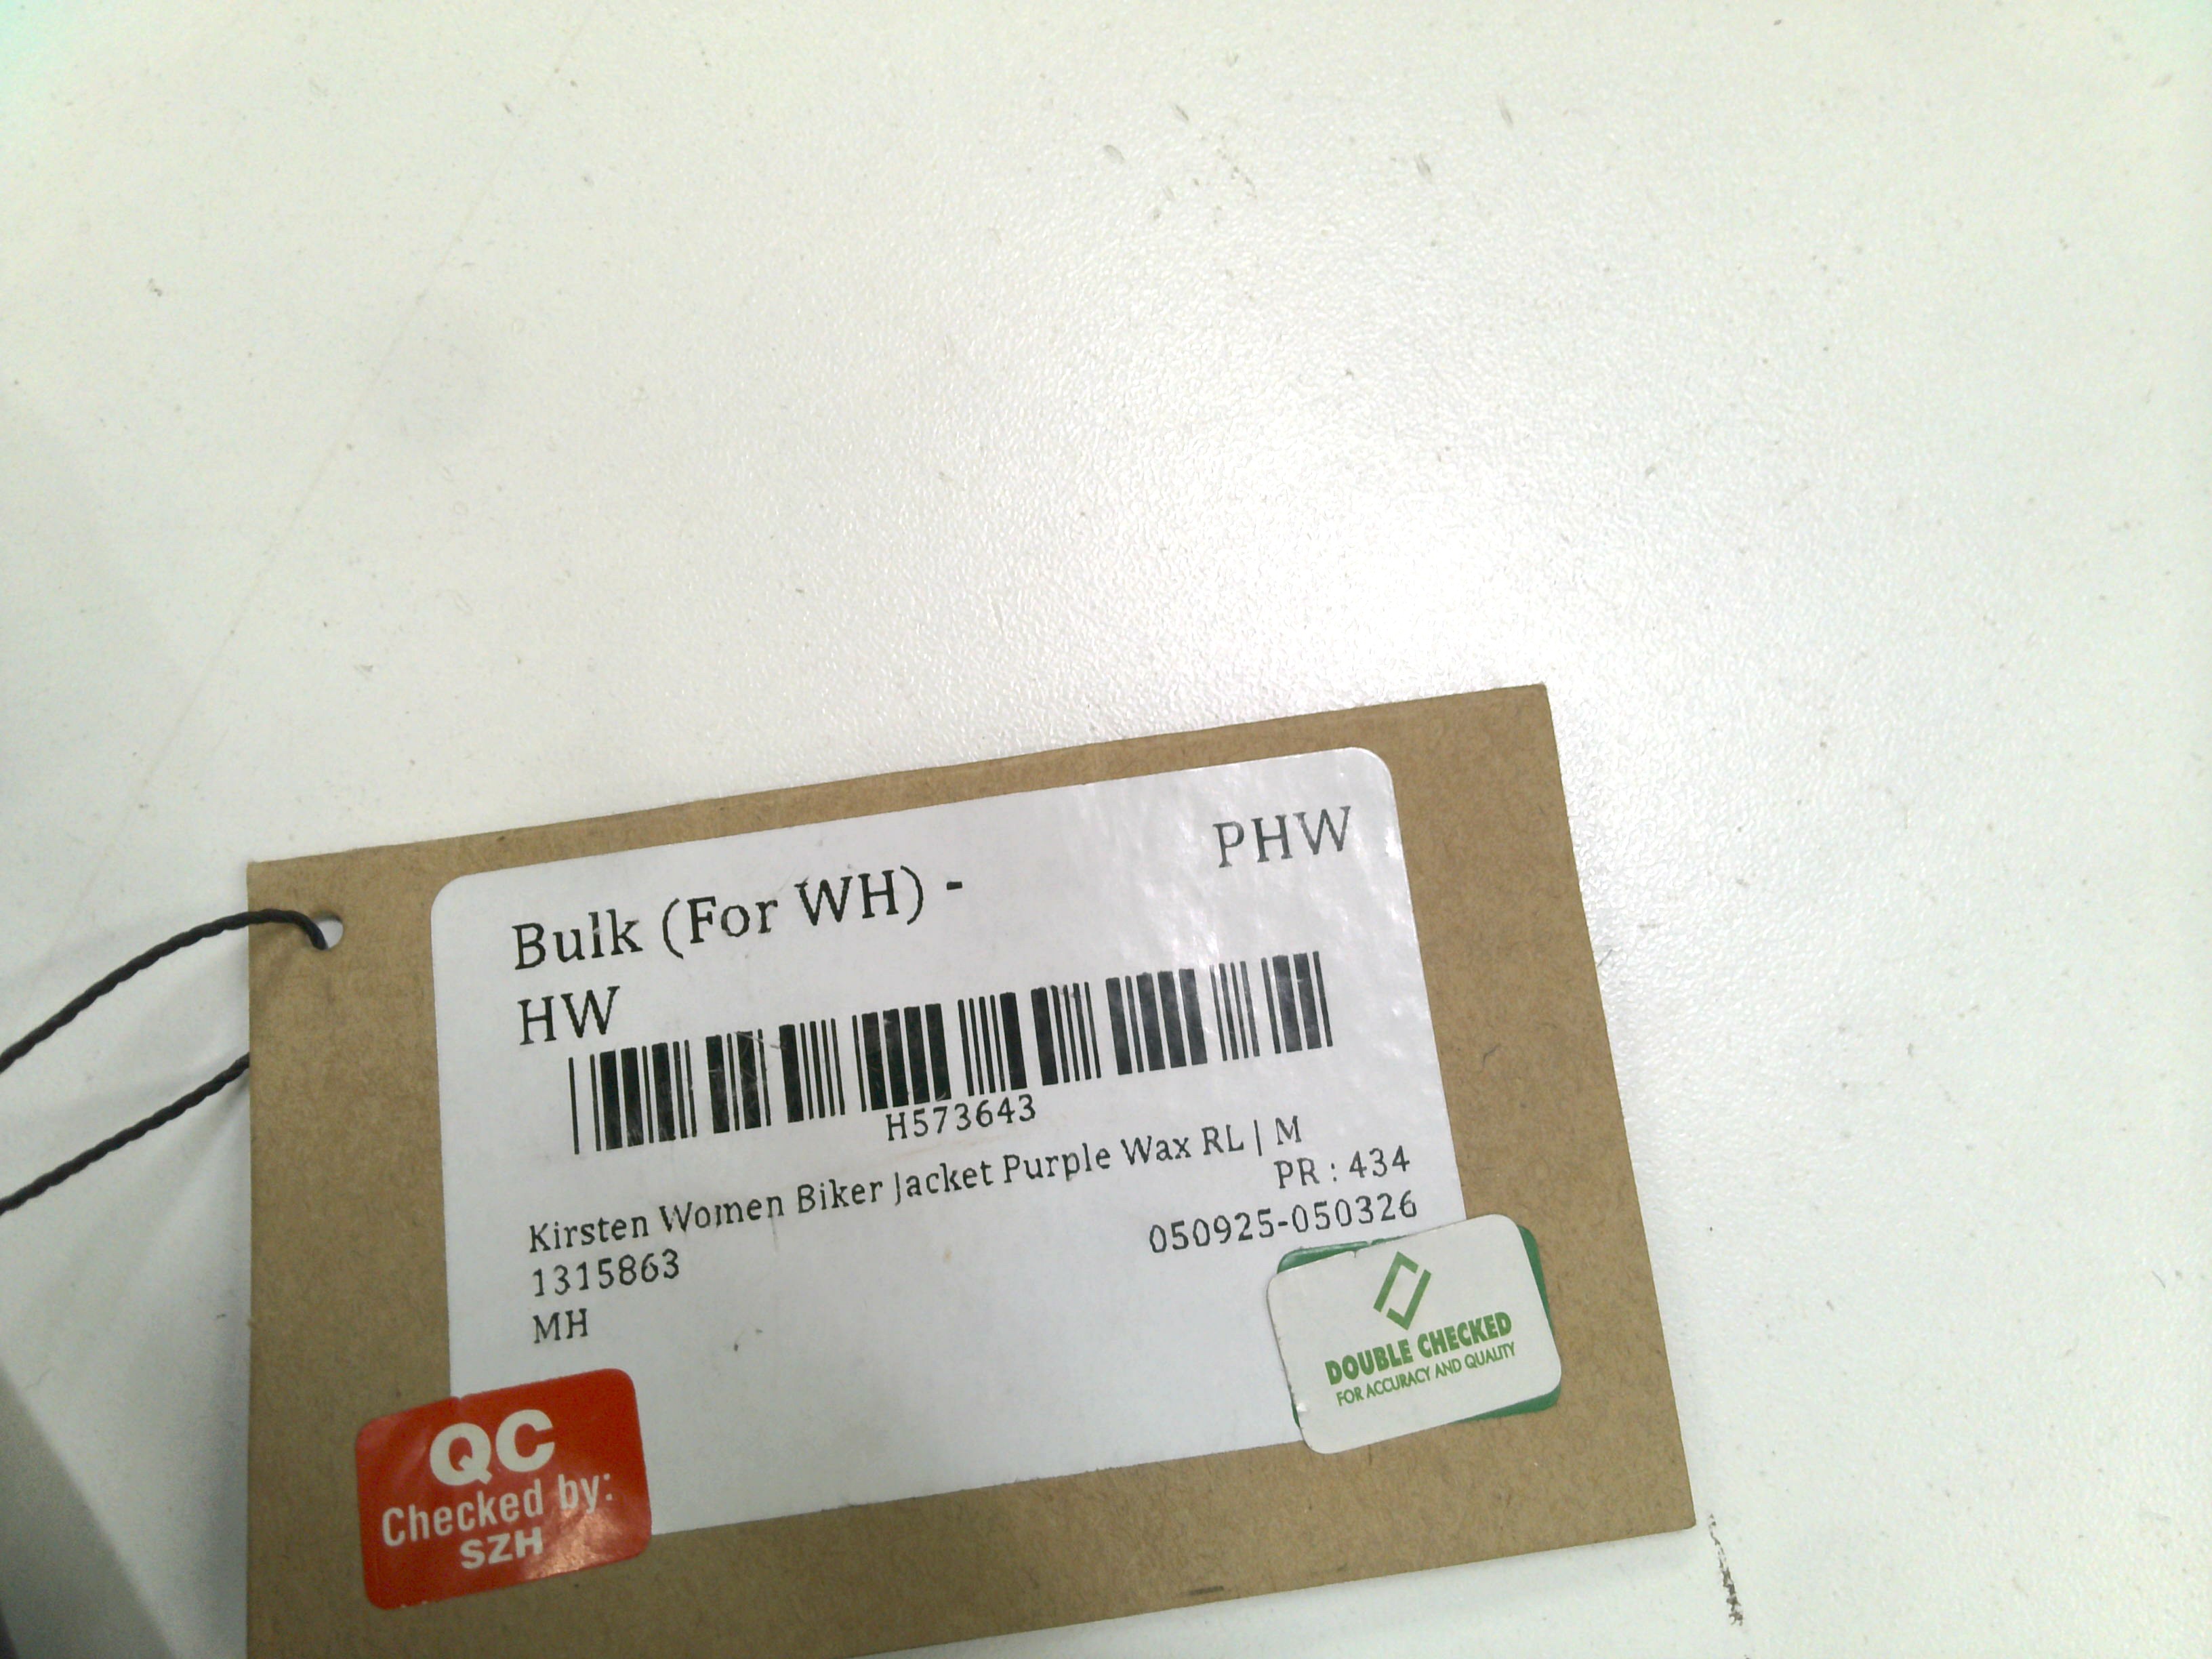 Bulk (For WH) -
PHW
HW
H573643
Kirsten Women Biker Jacket Purple Wax RL | M
PR : 434
1315863
050925-050326
MH
QC
Checked by:
SZH
DOUBLE CHECKED
FOR ACCURACY AND QUALITY